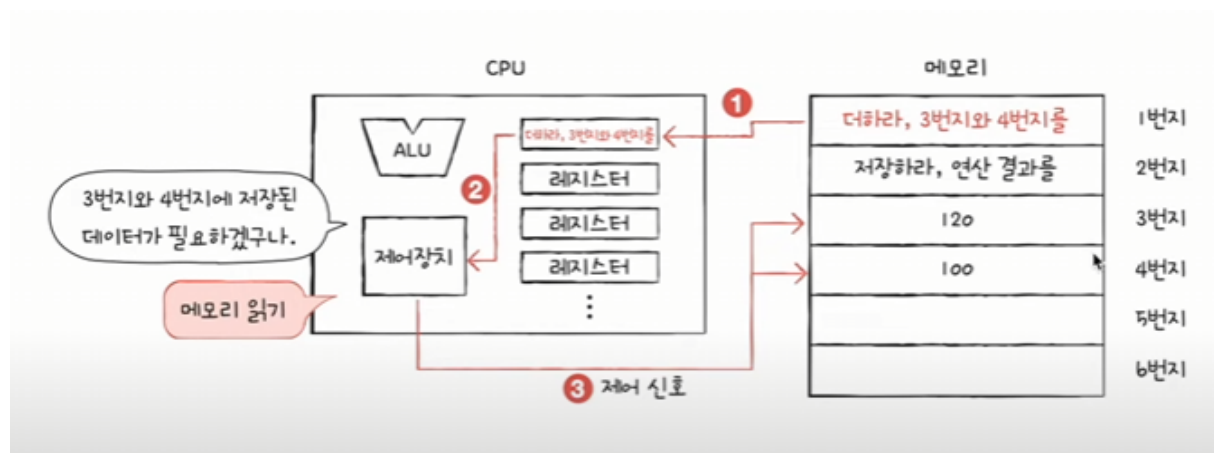 CPU
메모리
ALU
더하라, 3번지와 4번지를
레지스터
레지스터
레지스터
제어장치
3번지와 4번지에 저장된
데이터가 필요하겠구나.
메모리 읽기
1
2
3 제어 신호
더하라, 3번지와 4번지를
1번지
저장하라, 연산 결과를
2번지
120
3번지
100
4번지
5번지
6번지